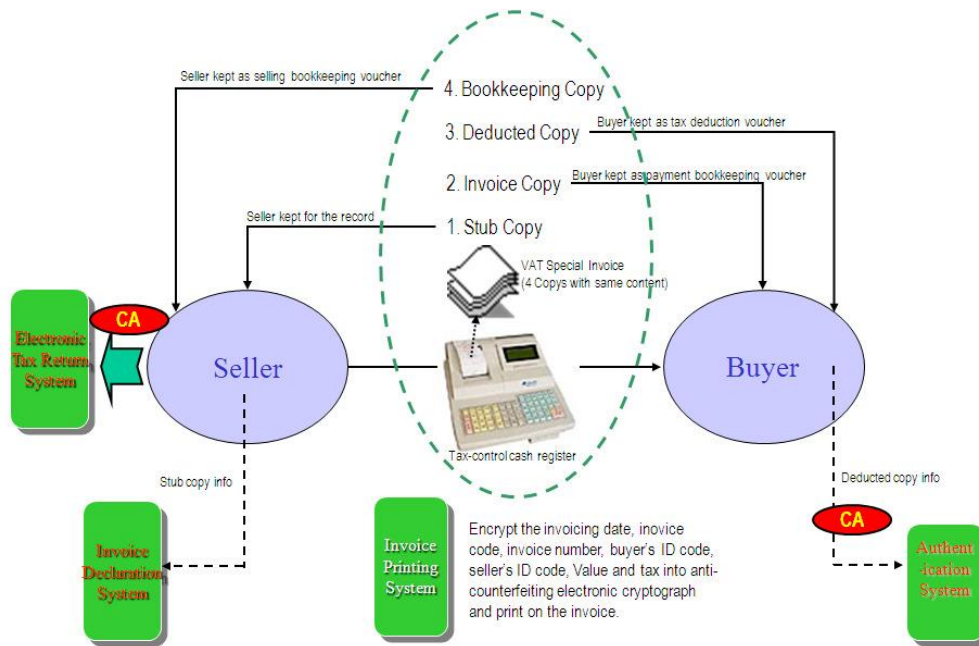 Seller kept as selling bookkeeping voucher
4. Bookkeeping Copy
Buyer kept as tax deduction voucher
3. Deducted Copy
2. Invoice Copy
Buyer kept as payment bookkeeping voucher
Seller kept for the record
1. Stub Copy
VAT Special Invoice
(4 Copys with same content)
CA
Electronic
Tax Return
System
Seller
Buyer
Tax-control cash register
Stub copy info
Deducted copy info
CA
Invoice
Declaration
System
Invoice
Printing
System
Encrypt the invoicing date, inovice
code, invoice number, buyer's ID code,
seller's ID code, Value and tax into anti-
counterfeiting electronic cryptograph
and print on the invoice.
Authent
-ication
System